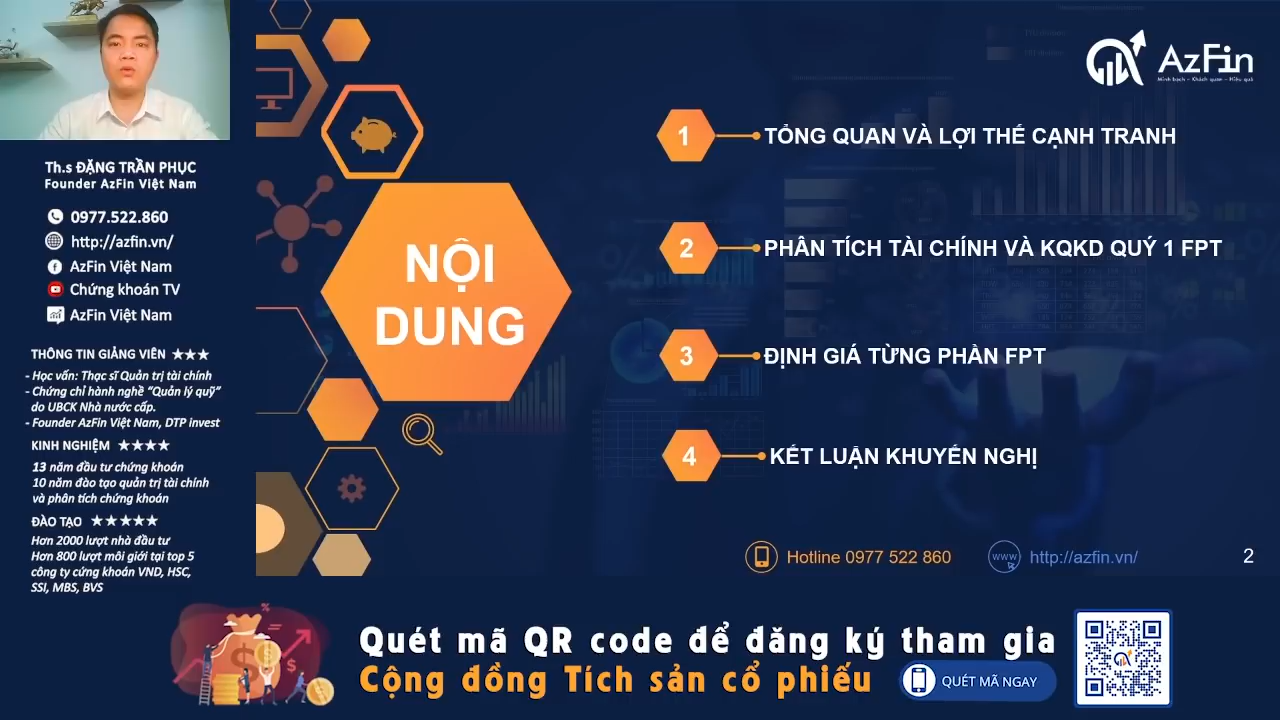 Th.s ĐẶNG TRẦN PHỤC
Founder AzFin Việt Nam
0977.522.860
http://azfin.vn/
AzFin Việt Nam
Chứng khoán TV
AzFin Việt Nam
THÔNG TIN GIẢNG VIÊN ★★★
- Học vấn: Thạc sĩ Quản trị tài chính
- Chứng chỉ hành nghề “Quản lý quỹ”
do UBCK Nhà nước cấp.
- Founder AzFin Việt Nam, DTP invest
KINH NGHIỆM ★★★★
13 năm đầu tư chứng khoán
10 năm đào tạo quản trị tài chính
và phân tích chứng khoán
ĐÀO TẠO ★★★★★
Hơn 2000 lượt nhà đầu tư
Hơn 800 lượt môi giới tại top 5
công ty cứng khoán VND, HSC,
SSI, MBS, BVS
NỘI
DUNG
AzFin
Minh bạch - Khách quan - Hiệu quả
1 TỔNG QUAN VÀ LỢI THẾ CẠNH TRANH
2 PHÂN TÍCH TÀI CHÍNH VÀ KQKD QUÝ 1 FPT
3 ĐỊNH GIÁ TỪNG PHẦN FPT
4 KẾT LUẬN KHUYẾN NGHỊ
Hotline 0977 522 860
www http://azfin.vn/
2
Quét mã QR code để đăng ký tham gia
Cộng đồng Tích sản cổ phiếu
QUÉT MÃ NGAY